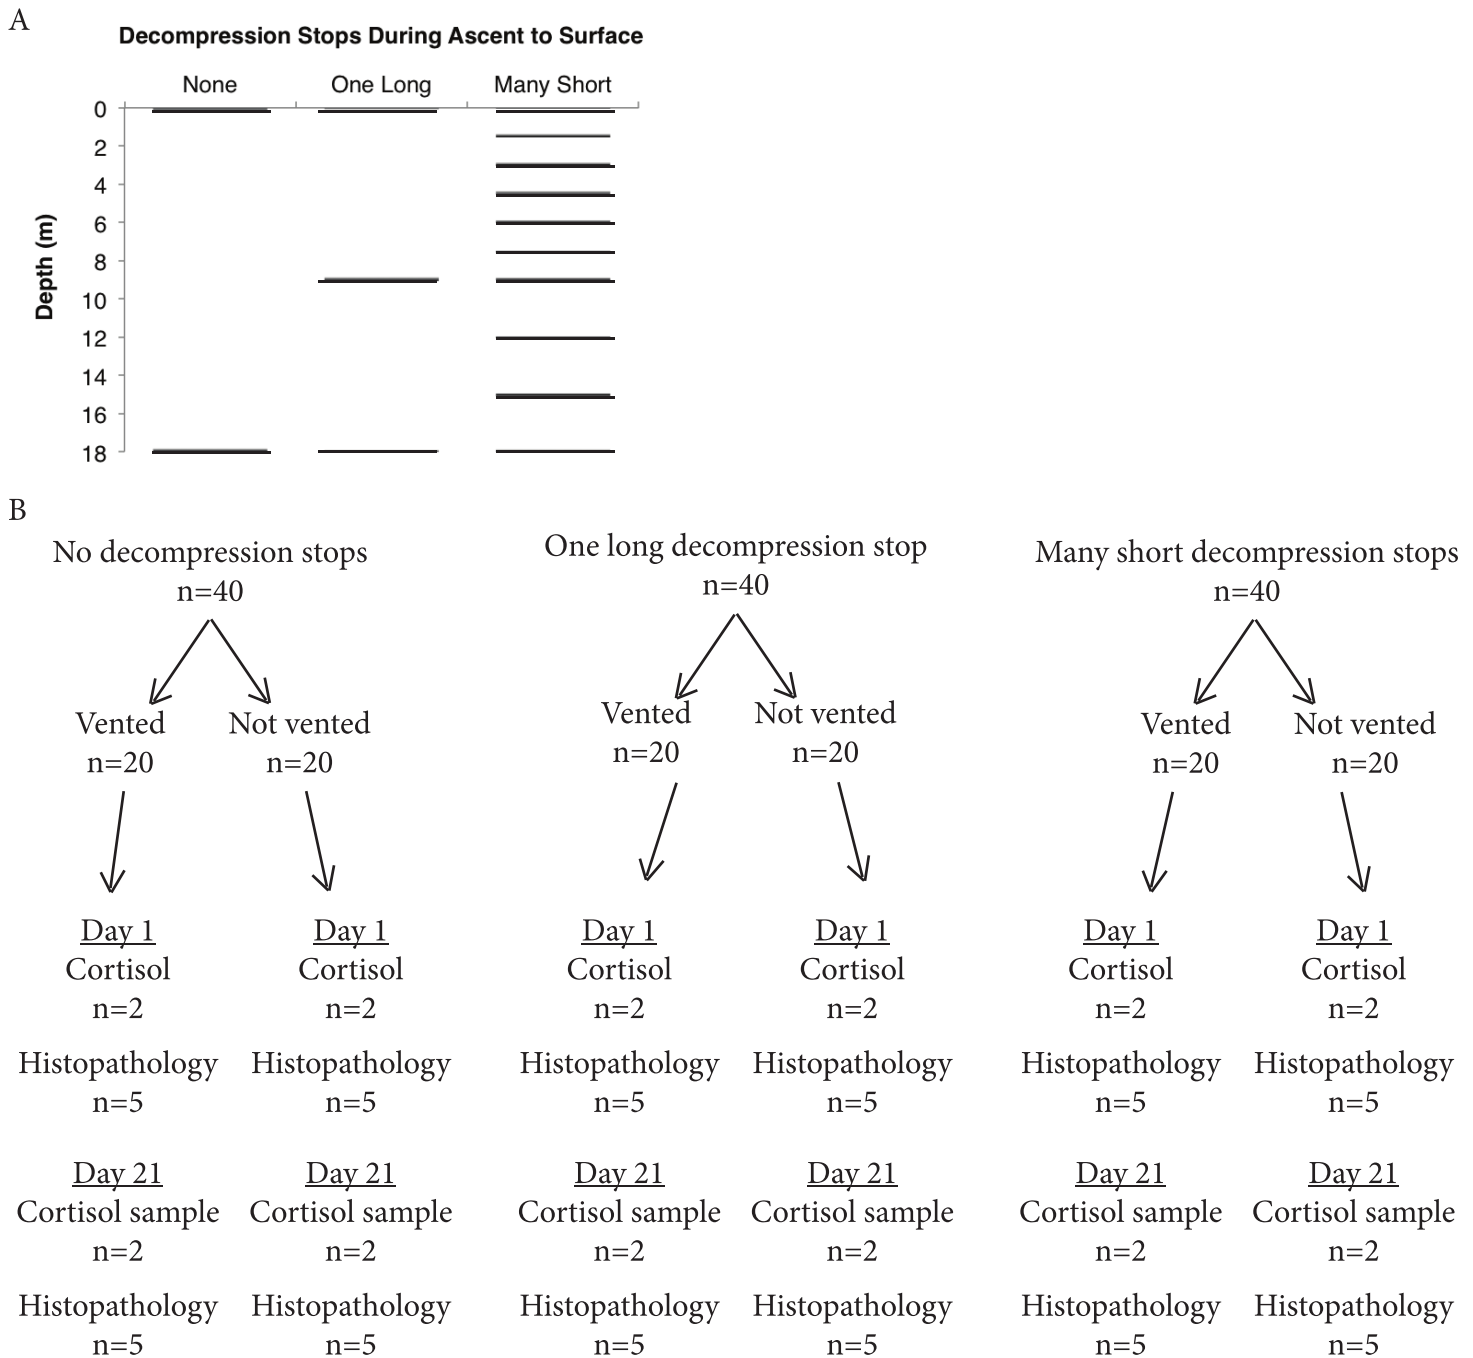 A
Decompression Stops During Ascent to Surface
None One Long Many Short
0
2
4
6
8
10
12
14
16
18
Depth (m)
B
No decompression stops
n=40
Vented Not vented
n=20 n=20
Day 1 Day 1
Cortisol Cortisol
n=2 n=2
Histopathology Histopathology
n=5 n=5
Day 21 Day 21
Cortisol sample Cortisol sample
n=2 n=2
Histopathology Histopathology
n=5 n=5
One long decompression stop
n=40
Vented Not vented
n=20 n=20
Day 1 Day 1
Cortisol Cortisol
n=2 n=2
Histopathology Histopathology
n=5 n=5
Day 21 Day 21
Cortisol sample Cortisol sample
n=2 n=2
Histopathology Histopathology
n=5 n=5
Many short decompression stops
n=40
Vented Not vented
n=20 n=20
Day 1 Day 1
Cortisol Cortisol
n=2 n=2
Histopathology Histopathology
n=5 n=5
Day 21 Day 21
Cortisol sample Cortisol sample
n=2 n=2
Histopathology Histopathology
n=5 n=5